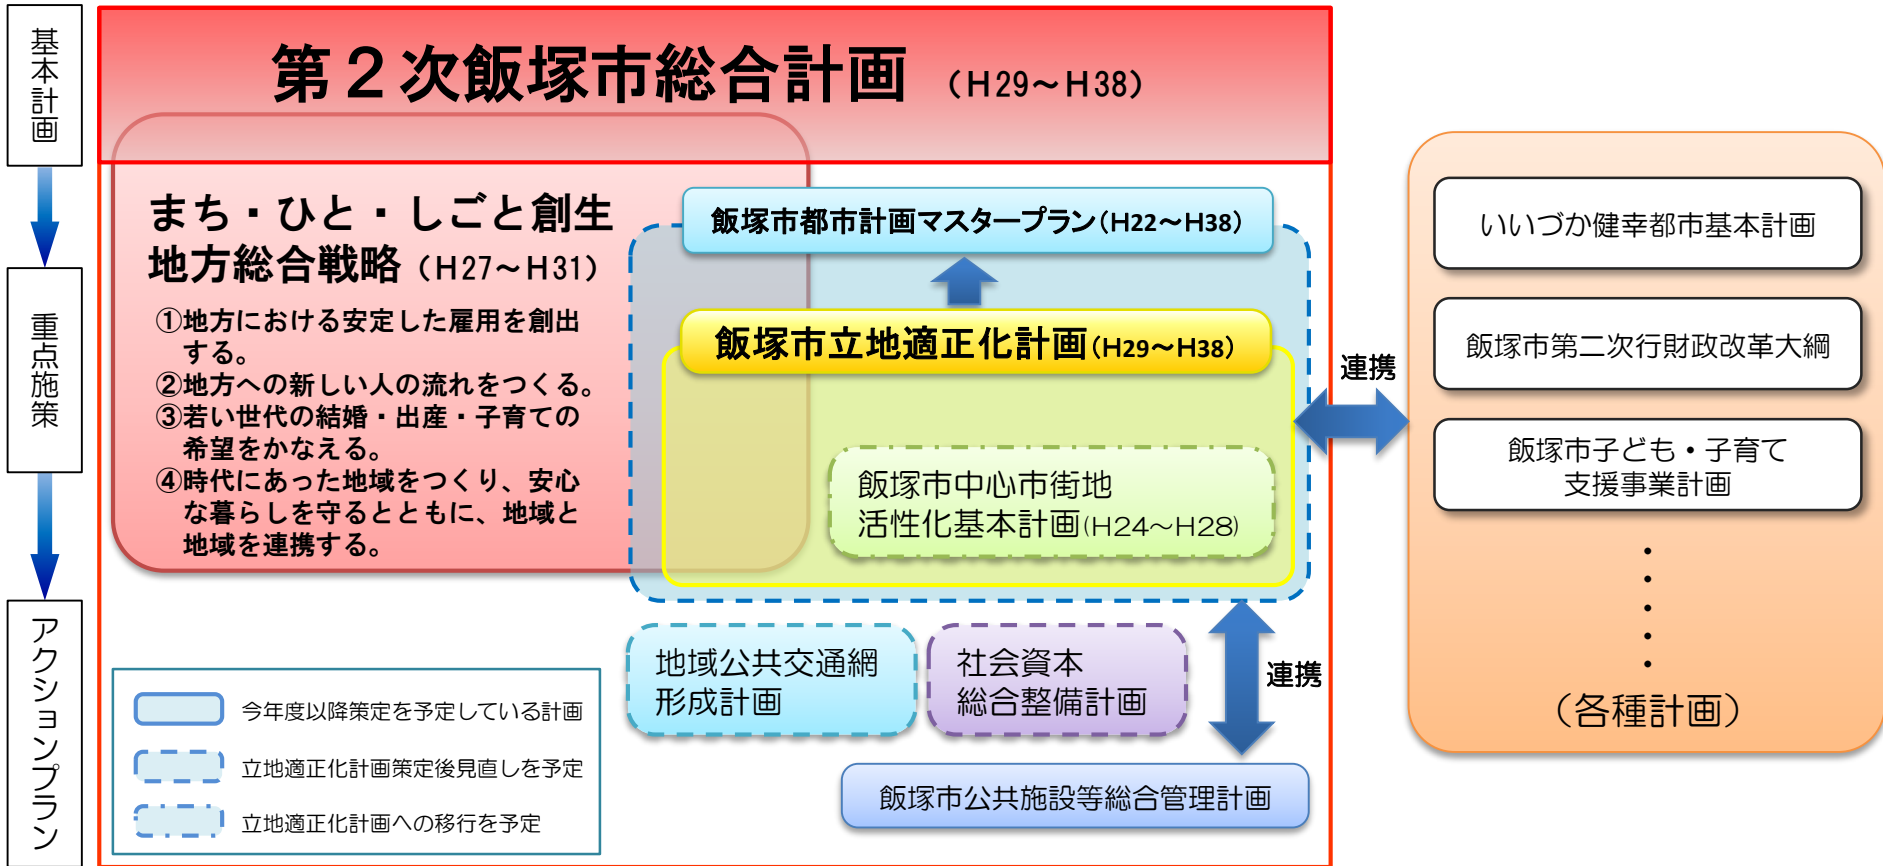 基本計画
重点施策
アクションプラン
第２次飯塚市総合計画 （H29～H38）
まち・ひと・しごと創生
地方総合戦略（H27～H31）
①地方における安定した雇用を創出
する。
②地方への新しい人の流れをつくる。
③若い世代の結婚・出産・子育ての
希望をかなえる。
④時代にあった地域をつくり、安心
な暮らしを守るとともに、地域と
地域を連携する。
飯塚市都市計画マスタープラン(H22～H38)
飯塚市立地適正化計画(H29～H38)
飯塚市中心市街地
活性化基本計画(H24～H28)
地域公共交通網
形成計画
社会資本
総合整備計画
連携
飯塚市公共施設等総合管理計画
今年度以降策定を予定している計画
立地適正化計画策定後見直しを予定
立地適正化計画への移行を予定
連携
いいづか健幸都市基本計画
飯塚市第二次行財政改革大綱
飯塚市子ども・子育て
支援事業計画
・
・
・
・
・
（各種計画）